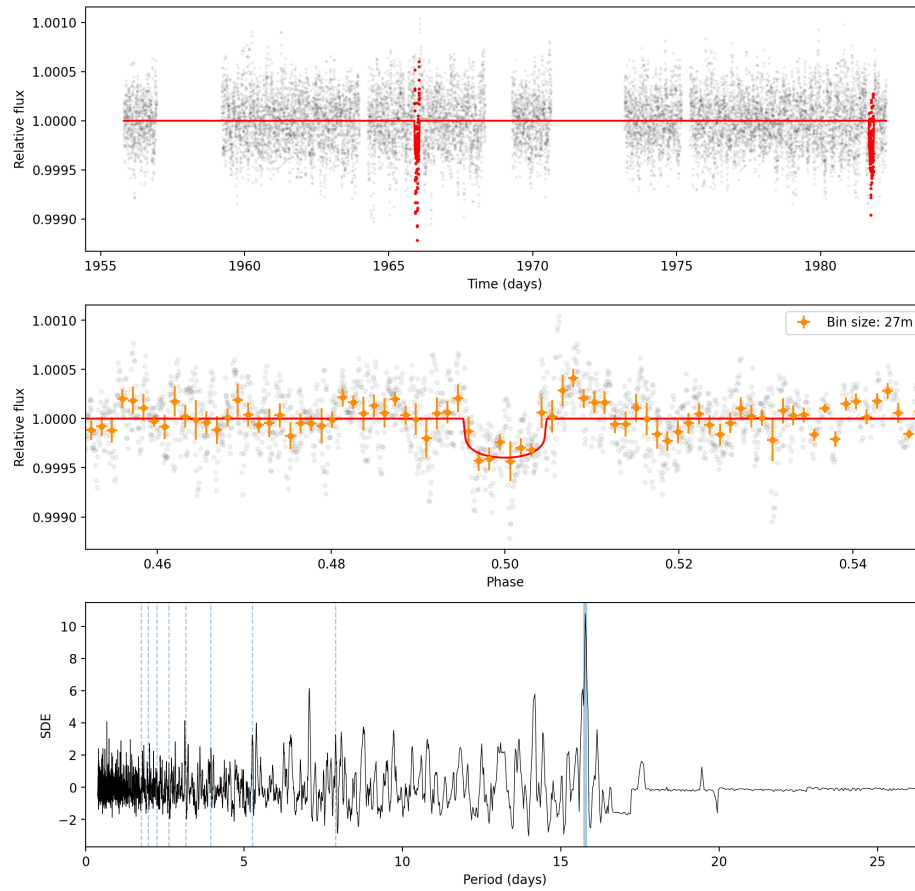 1.0010
1.0005
1.0000
0.9995
0.9990
Relative flux
1955 1960 1965 1970 1975 1980
Time (days)
1.0010
1.0005
1.0000
0.9995
0.9990
Relative flux
Bin size: 27m
0.46 0.48 0.50 0.52 0.54
Phase
10
8
6
4
2
0
−2
SDE
0 5 10 15 20 25
Period (days)